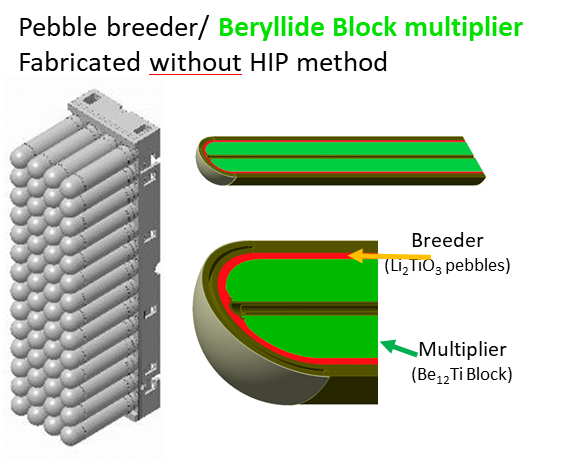 Pebble breeder/ Beryllide Block multiplier
Fabricated without HIP method
Breeder
(Li₂TiO₃ pebbles)
Multiplier
(Be₁₂Ti Block)